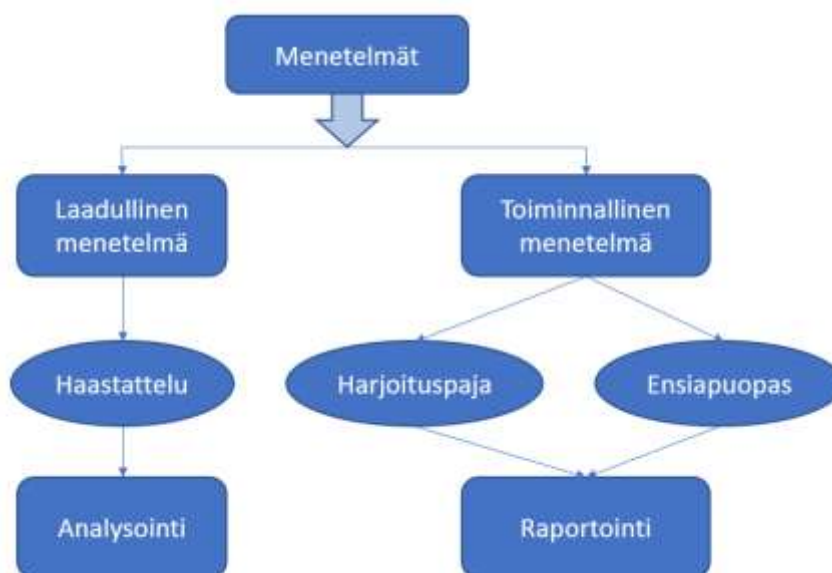 Menetelmät
Laadullinen
menetelmä
Toiminnallinen
menetelmä
Haastattelu
Harjoituspaja
Ensiapuopas
Analysointi
Raportointi